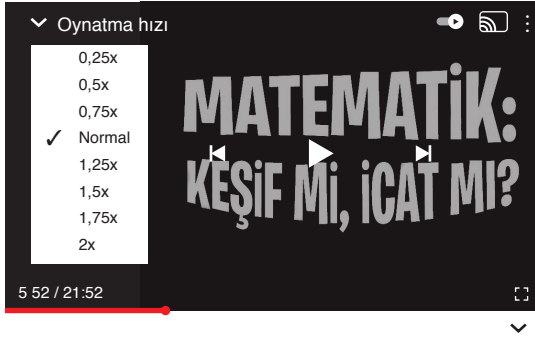 Oynatma hızı
0,25x
0,5x
0,75x
Normal
1,25x
1,5x
1,75x
2x
MATEMATİK:
KEŞİF Mİ, İCAT MI?
5 52 / 21:52